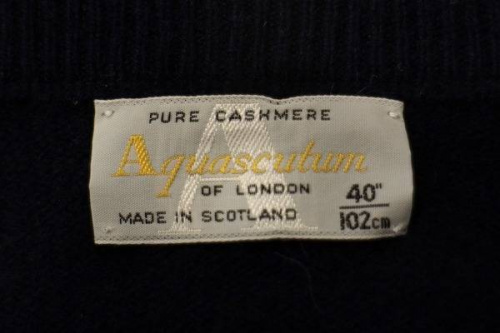 PURE CASHMERE
A
Aquascutum
OF LONDON
40"
MADE IN SCOTLAND
102cm